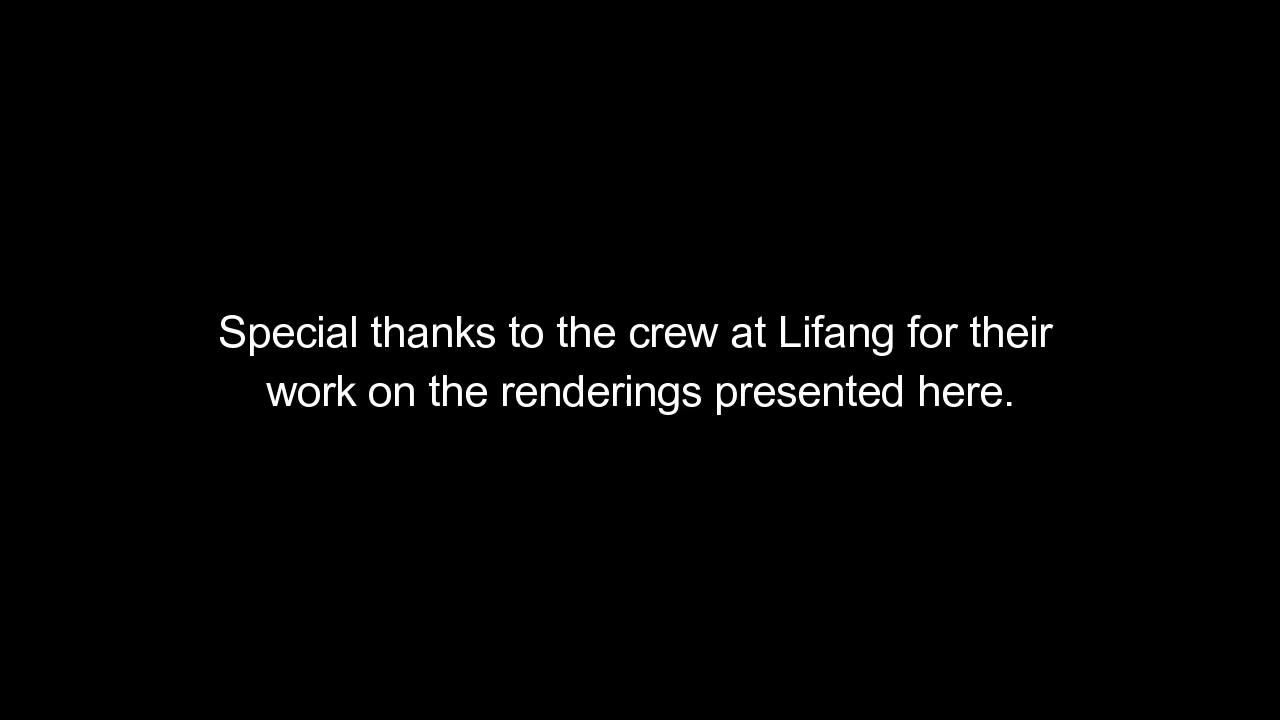 Special thanks to the crew at Lifang for their
work on the renderings presented here.